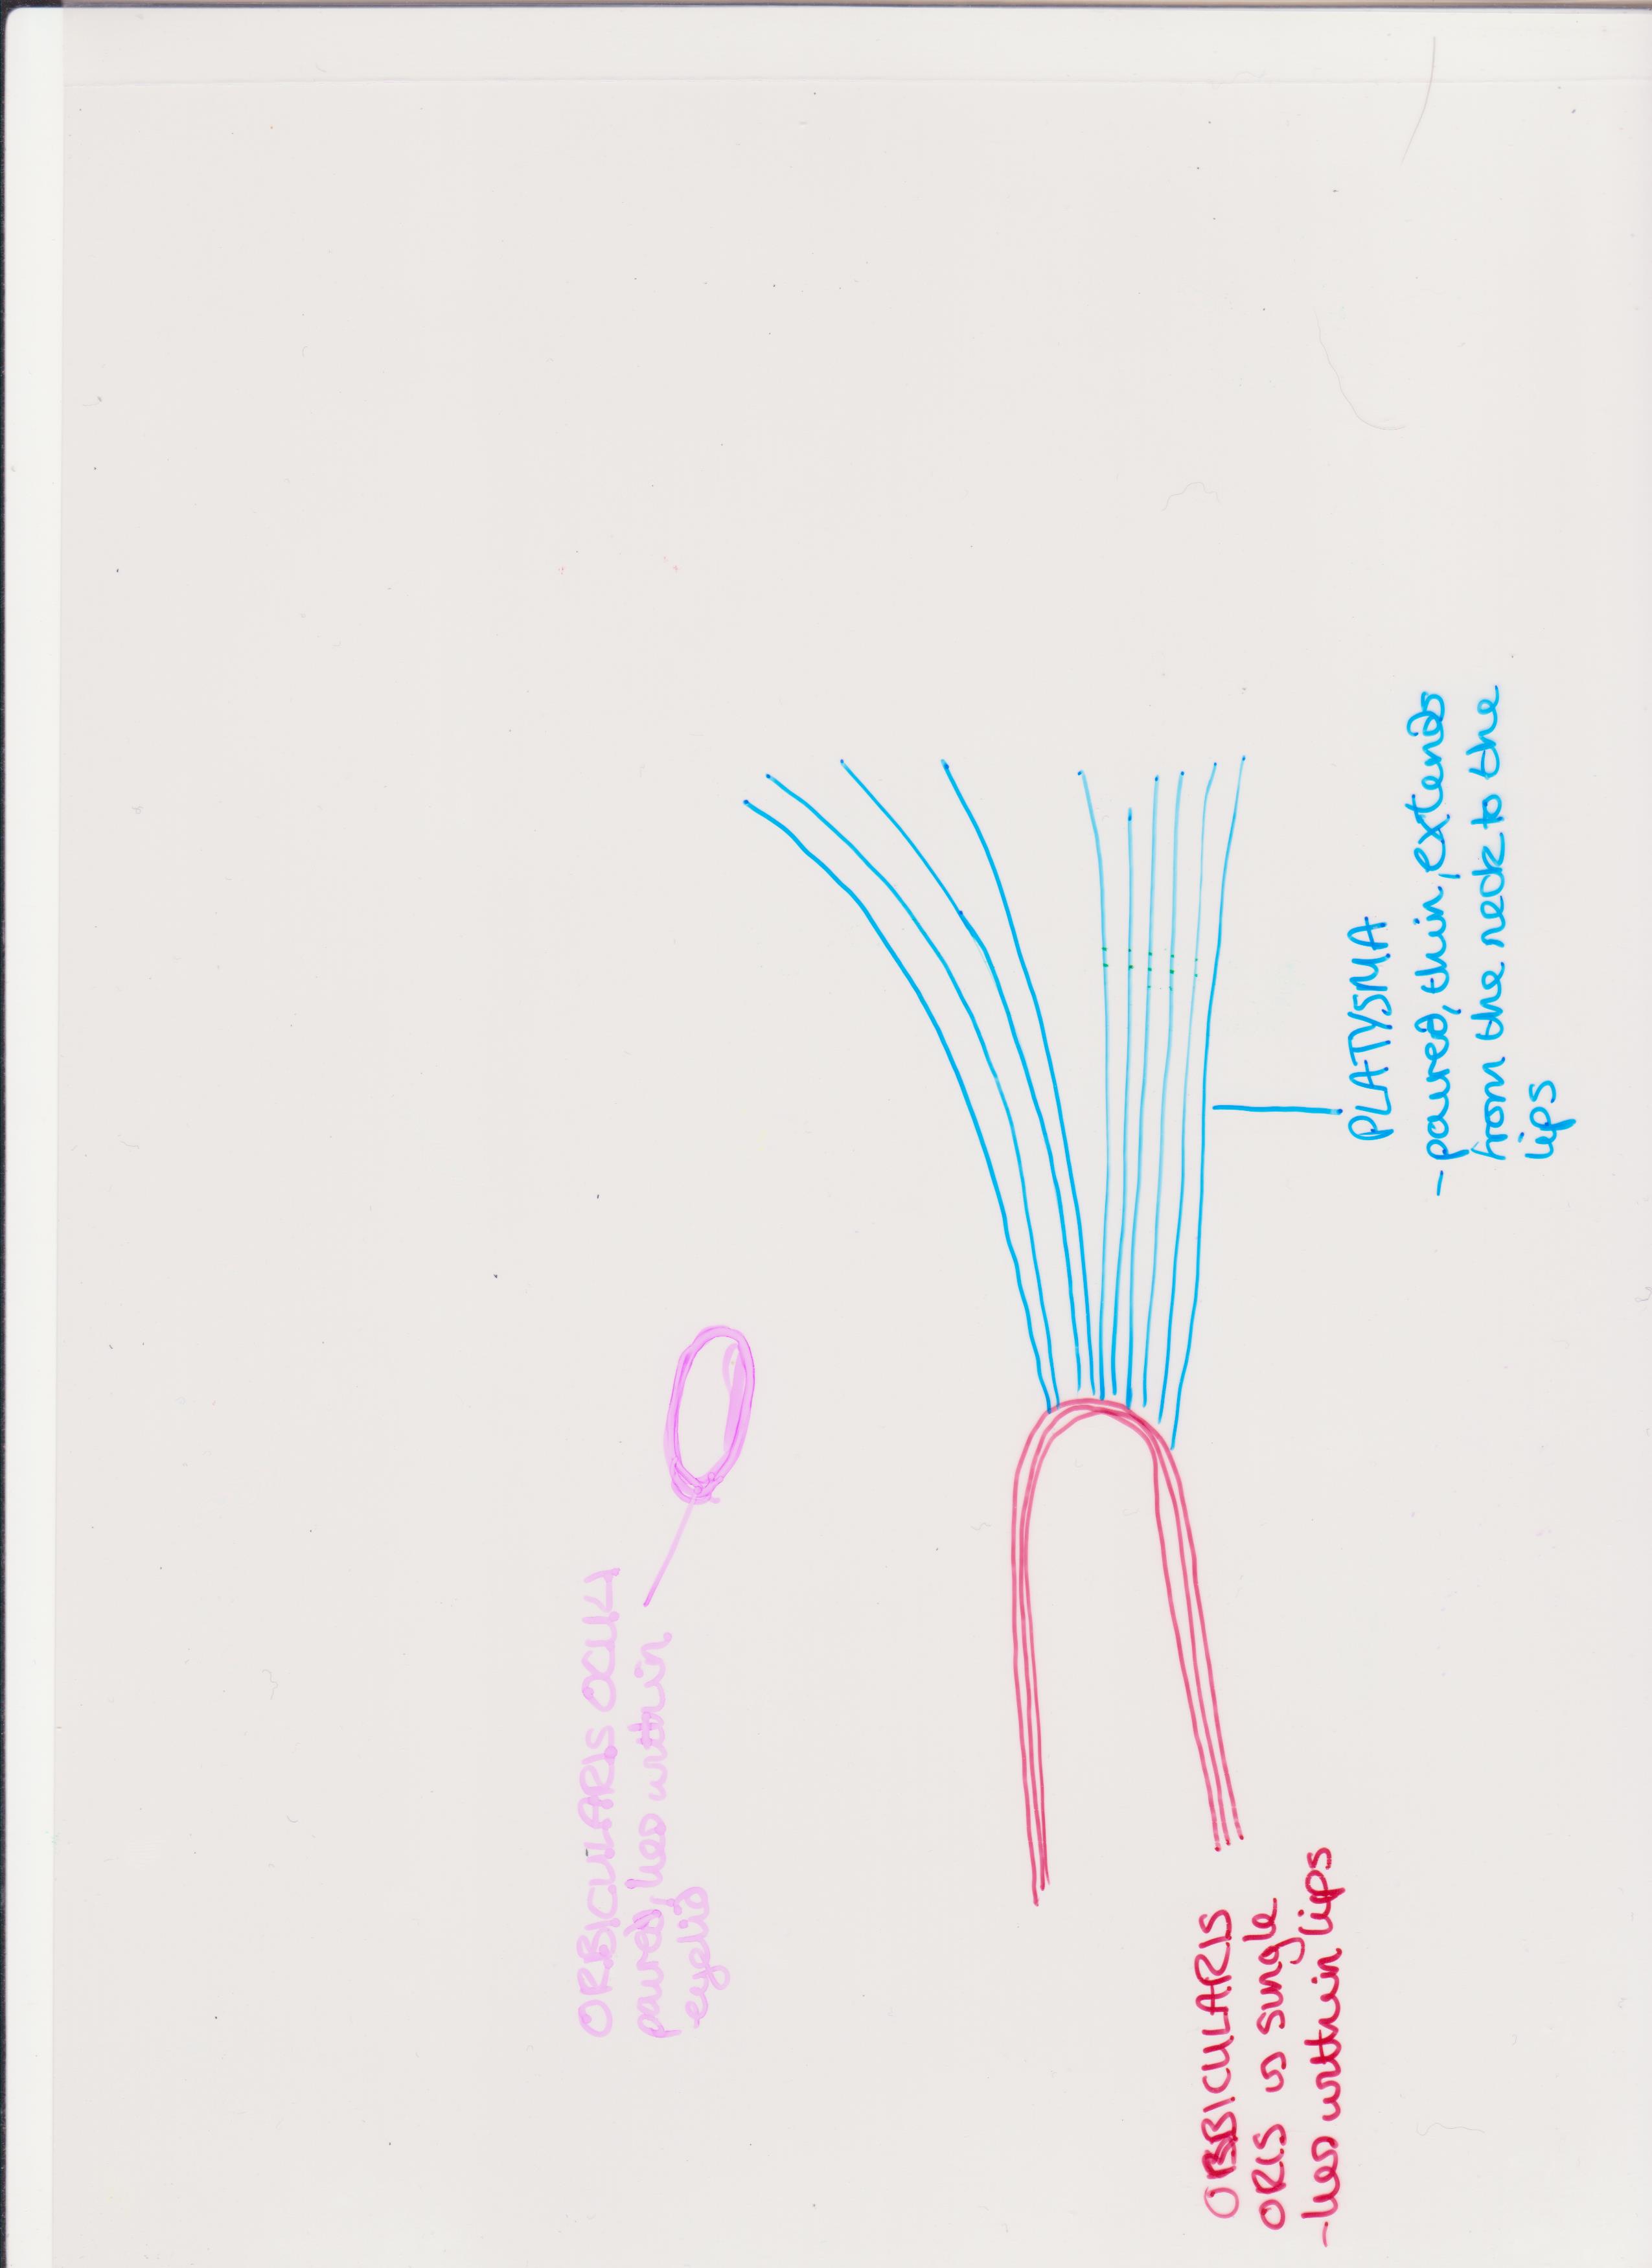 ORBICULARIS OCULI
paired, lies within
eyelid
ORBICULARIS
ORIS is single
-lies within lips
PLATYSMA
- paired, thin, extends
from the neck to the
lips